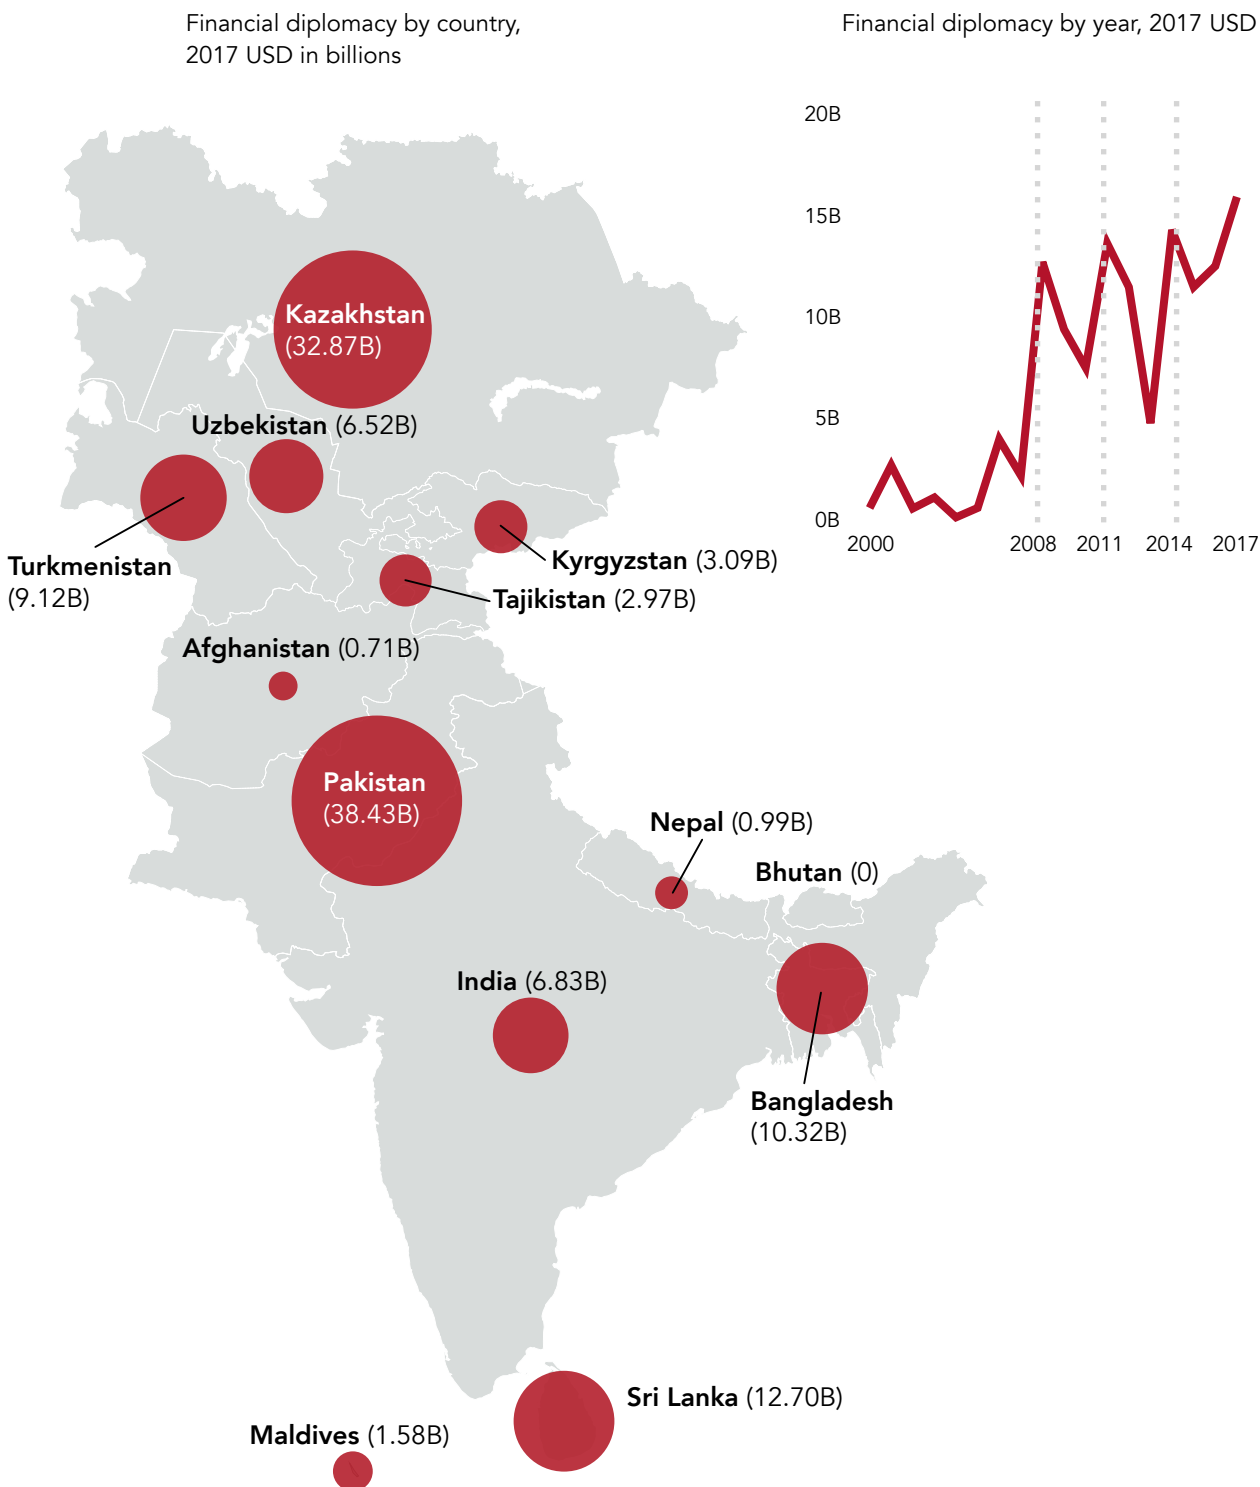 Financial diplomacy by country,
2017 USD in billions
Financial diplomacy by year, 2017 USD
20B
15B
10B
5B
0B
2000
2008
2011
2014
2017
Kazakhstan
(32.87B)
Uzbekistan (6.52B)
Turkmenistan
(9.12B)
Kyrgyzstan (3.09B)
Tajikistan (2.97B)
Afghanistan (0.71B)
Pakistan
(38.43B)
Nepal (0.99B)
Bhutan (0)
India (6.83B)
Bangladesh
(10.32B)
Sri Lanka (12.70B)
Maldives (1.58B)